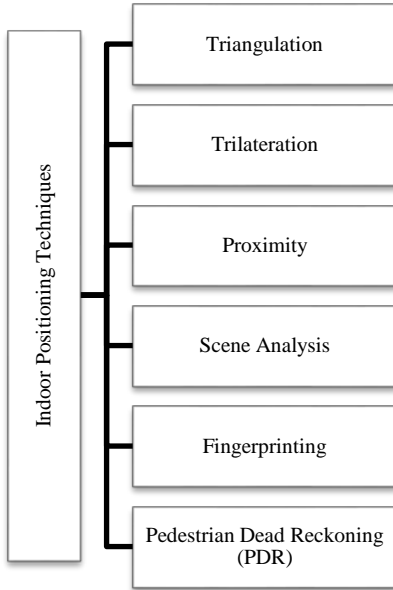 Indoor Positioning Techniques
Triangulation
Trilateration
Proximity
Scene Analysis
Fingerprinting
Pedestrian Dead Reckoning
(PDR)